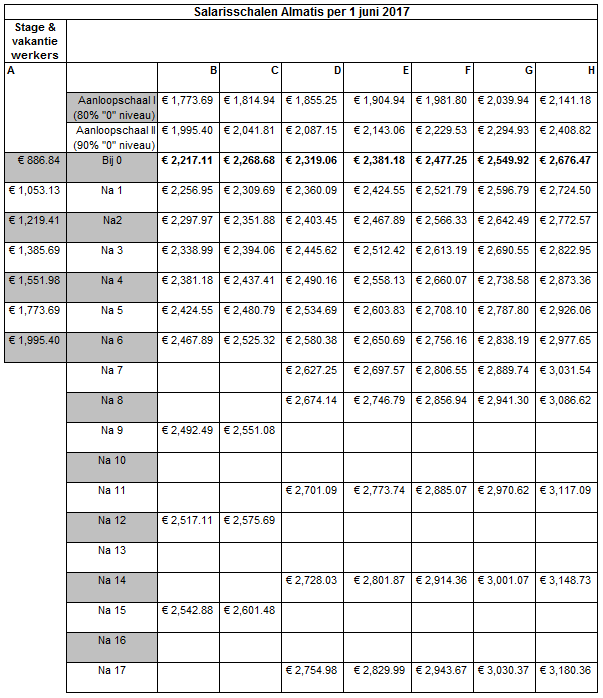 Salarisschalen Almatis per 1 juni 2017
Stage &
vakantie
werkers
A B C D E F G H
Aanloopschaal I € 1,773.69 € 1,814.94 € 1,855.25 € 1,904.94 € 1,981.80 € 2,039.94 € 2,141.18
(80% "0" niveau)
Aanloopschaal II € 1,995.40 € 2,041.81 € 2,087.15 € 2,143.06 € 2,229.53 € 2,294.93 € 2,408.82
(90% "0" niveau)
€ 886.84 Bij 0 € 2,217.11 € 2,268.68 € 2,319.06 € 2,381.18 € 2,477.25 € 2,549.92 € 2,676.47
€ 1,053.13 Na 1 € 2,256.95 € 2,309.69 € 2,360.09 € 2,424.55 € 2,521.79 € 2,596.79 € 2,724.50
€ 1,219.41 Na2 € 2,297.97 € 2,351.88 € 2,403.45 € 2,467.89 € 2,566.33 € 2,642.49 € 2,772.57
€ 1,385.69 Na 3 € 2,338.99 € 2,394.06 € 2,445.62 € 2,512.42 € 2,613.19 € 2,690.55 € 2,822.95
€ 1,551.98 Na 4 € 2,381.18 € 2,437.41 € 2,490.16 € 2,558.13 € 2,660.07 € 2,738.58 € 2,873.36
€ 1,773.69 Na 5 € 2,424.55 € 2,480.79 € 2,534.69 € 2,603.83 € 2,708.10 € 2,787.80 € 2,926.06
€ 1,995.40 Na 6 € 2,467.89 € 2,525.32 € 2,580.38 € 2,650.69 € 2,756.16 € 2,838.19 € 2,977.65
Na 7 € 2,627.25 € 2,697.57 € 2,806.55 € 2,889.74 € 3,031.54
Na 8 € 2,674.14 € 2,746.79 € 2,856.94 € 2,941.30 € 3,086.62
Na 9 € 2,492.49 € 2,551.08
Na 10
Na 11 € 2,701.09 € 2,773.74 € 2,885.07 € 2,970.62 € 3,117.09
Na 12 € 2,517.11 € 2,575.69
Na 13
Na 14 € 2,728.03 € 2,801.87 € 2,914.36 € 3,001.07 € 3,148.73
Na 15 € 2,542.88 € 2,601.48
Na 16
Na 17 € 2,754.98 € 2,829.99 € 2,943.67 € 3,030.37 € 3,180.36